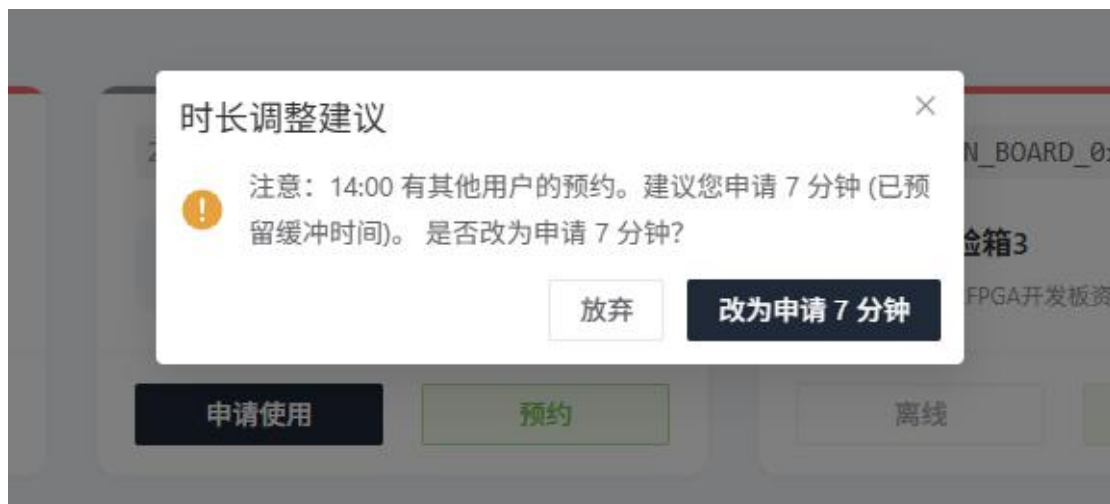 时长调整建议
注意：14:00 有其他用户的预约。建议您申请 7 分钟 (已预
留缓冲时间)。 是否改为申请 7 分钟？
放弃
改为申请 7 分钟
N_BOARD_0
验箱3
FPGA开发板资
申请使用
预约
离线